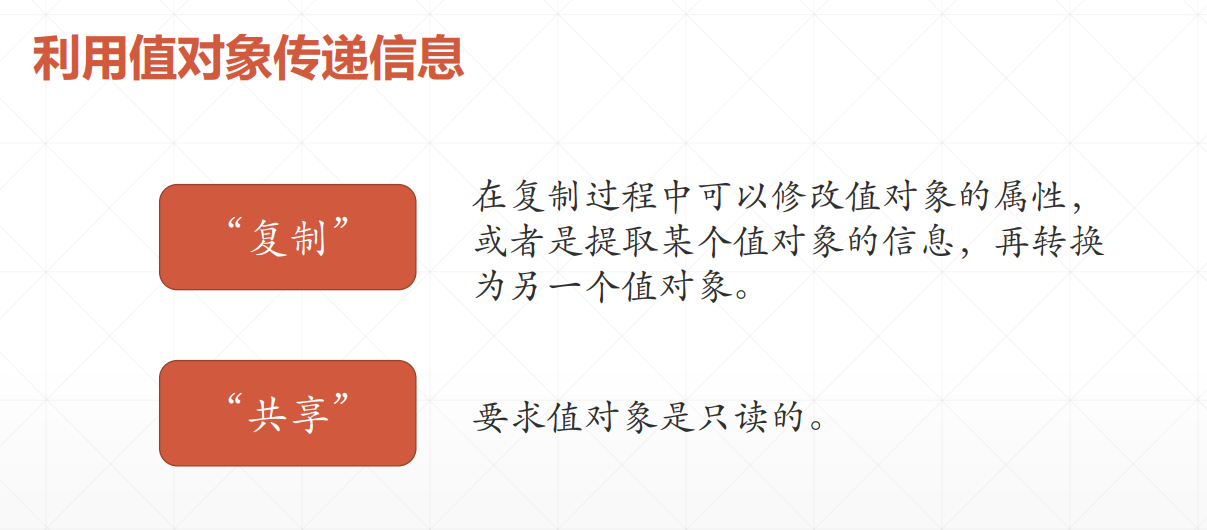 利用值对象传递信息
“复制”
在复制过程中可以修改值对象的属性，
或者是提取某个值对象的信息，再转换
为另一个值对象。
“共享”
要求值对象是只读的。